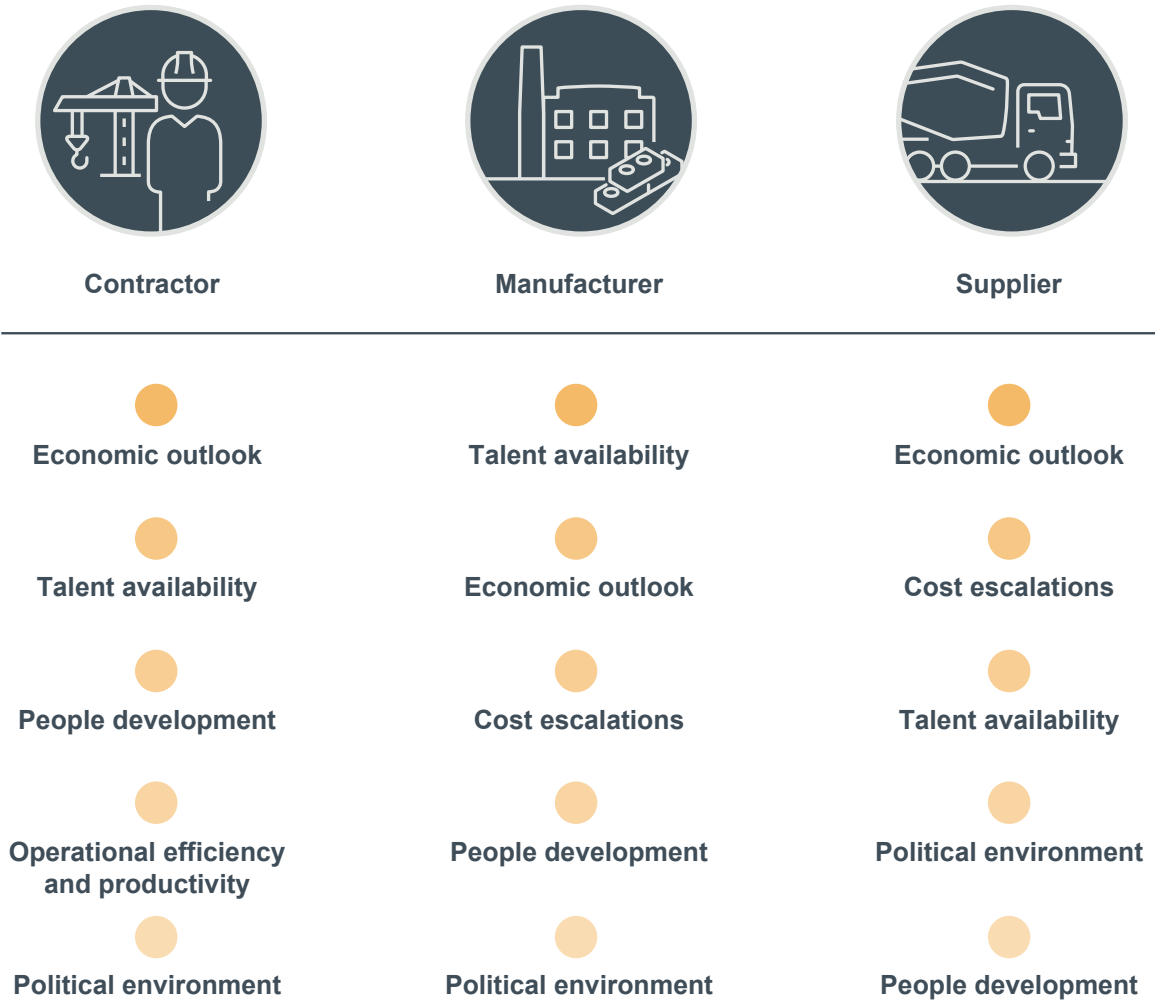 Contractor
Manufacturer
Supplier
Economic outlook
Talent availability
Economic outlook
Talent availability
Economic outlook
Cost escalations
People development
Cost escalations
Talent availability
Operational efficiency
and productivity
People development
Political environment
Political environment
Political environment
People development